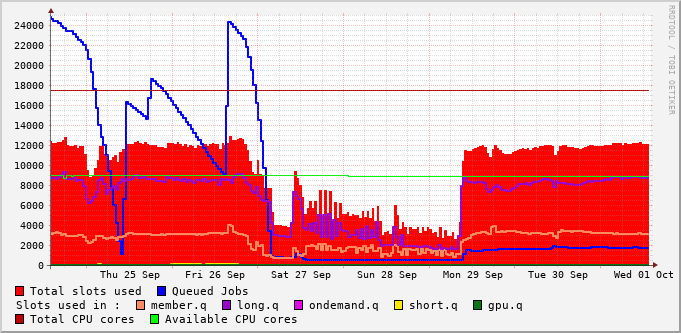 24000
22000
20000
18000
16000
14000
12000
10000
8000
6000
4000
2000
0
Thu 25 Sep Fri 26 Sep Sat 27 Sep Sun 28 Sep Mon 29 Sep Tue 30 Sep Wed 01 Oct
Total slots used Queued Jobs
Slots used in : member.q long.q ondemand.q short.q gpu.q
Total CPU cores Available CPU cores
RRDTOOL / TOBI OETIKER